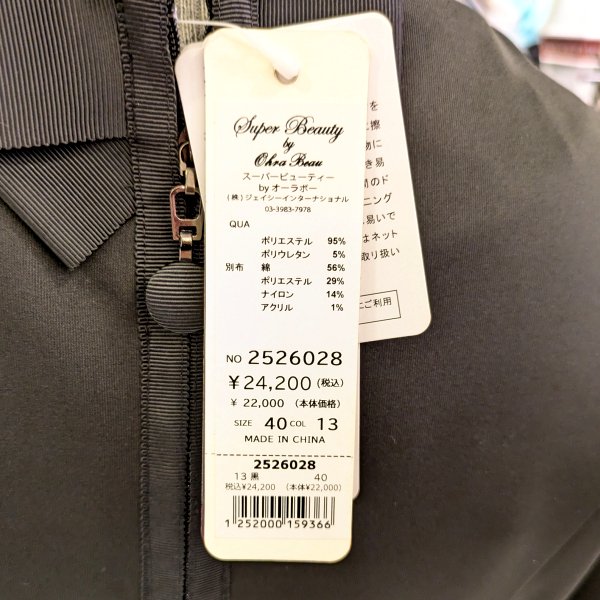 Super Beauty
by
Ohra Beau
スーパービューティー
by オーラボー
(株)ジェイシーインターナショナル
03-3983-7978
QUA
ポリエステル 95%
ポリウレタン 5%
別布 綿 56%
ポリエステル 29%
ナイロン 14%
アクリル 1%
NO 2526028
¥24,200 (税込)
¥ 22,000 (本体価格)
SIZE 40 COL 13
MADE IN CHINA
2526028
13 黒 40
税込¥24,200 (本体¥22,000)
1 252000 159366
を
に擦
物に
き易
間のド
ニング
に易いで
はネット
取り扱い
にご利用